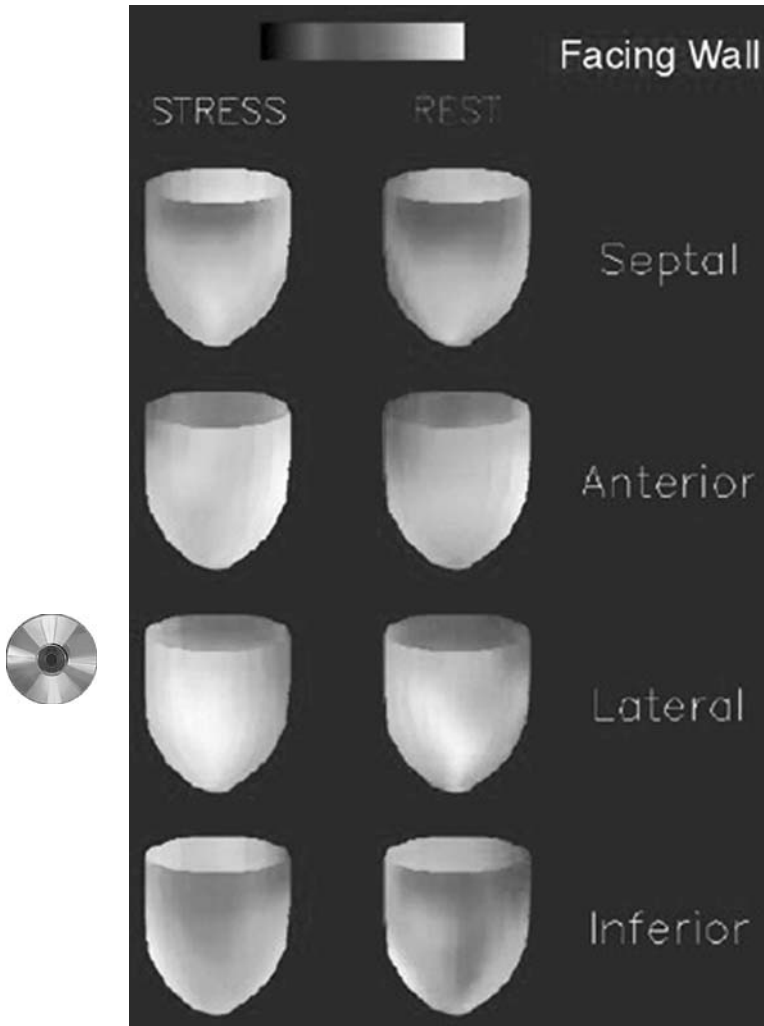 Facing Wall
STRESS REST
Septal
Anterior
Lateral
Inferior